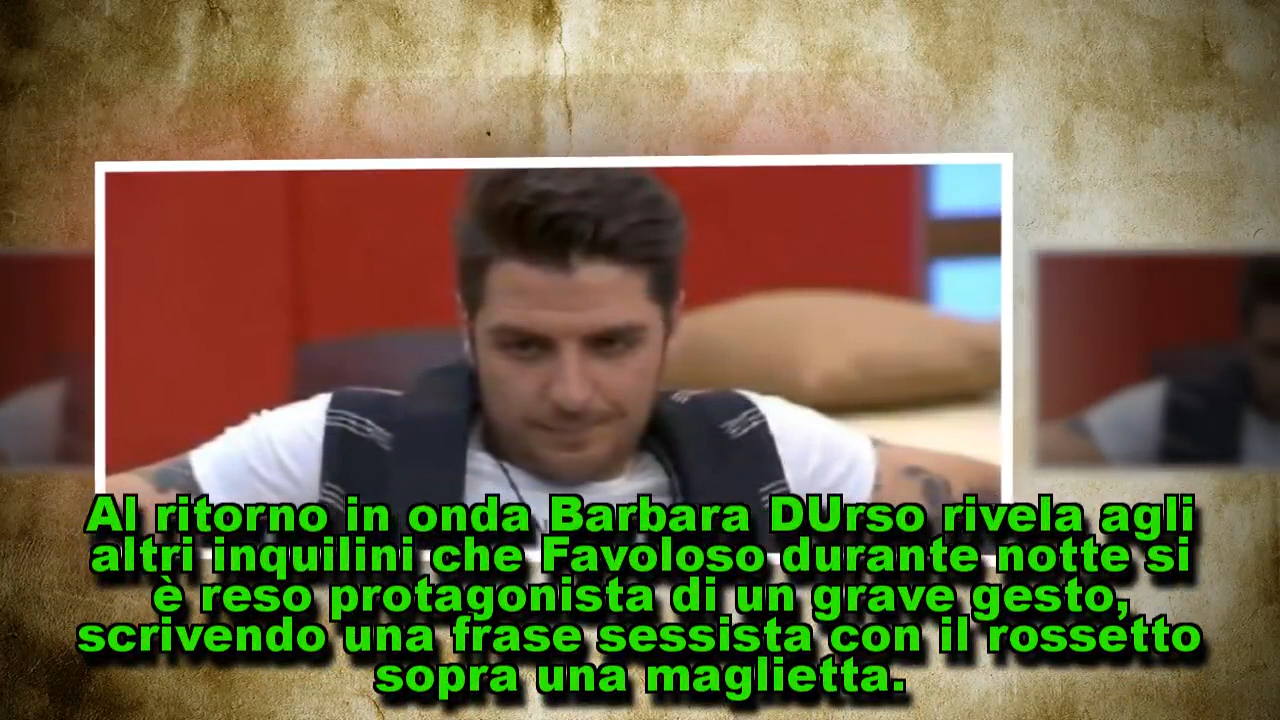 Al ritorno in onda Barbara DUrso rivela agli
altri inquilini che Favoloso durante notte si
è reso protagonista di un grave gesto,
scrivendo una frase sessista con il rossetto
sopra una maglietta.